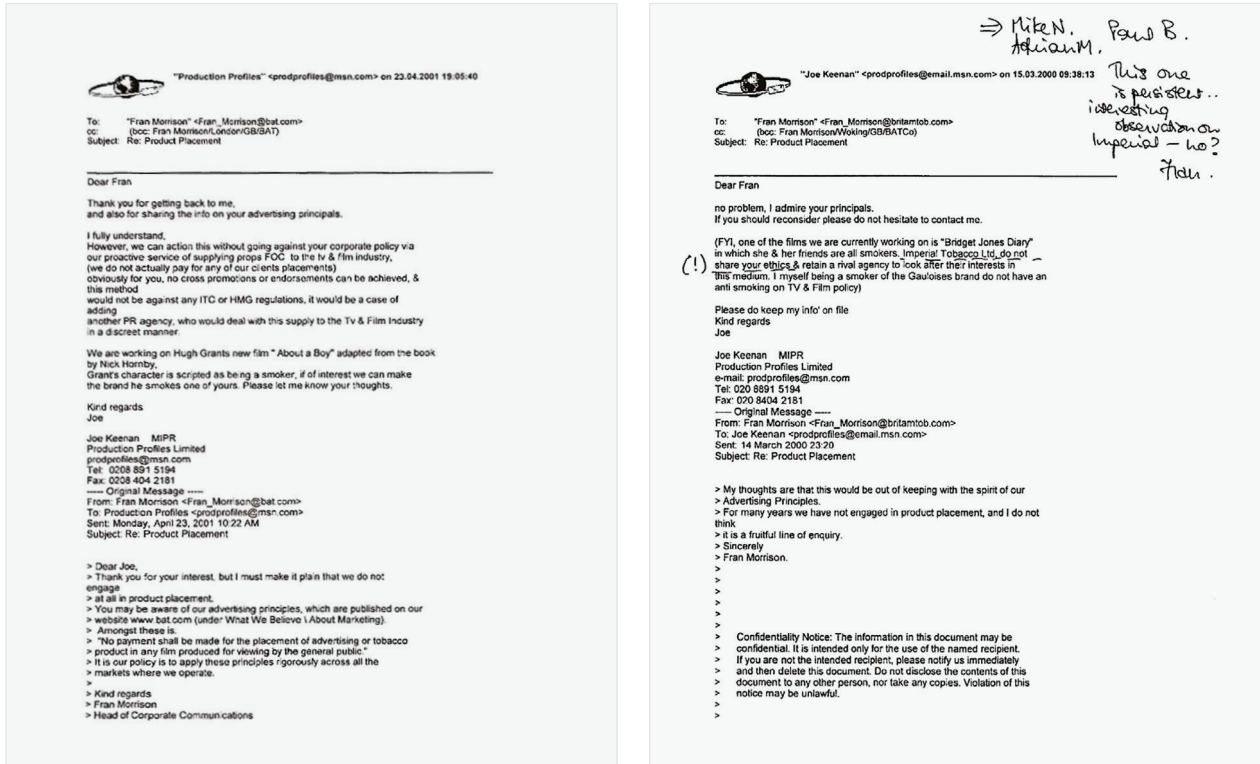 "Production Profiles" <prodprofiles@msn.com> on 23.04.2001 19:05:40
To: "Fran Morrison" <Fran_Morrison@bat.com>
cc: (bcc: Fran Morrison/London/GB/BAT)
Subject: Re: Product Placement
Dear Fran
Thank you for getting back to me,
and also for sharing the info on your advertising principals.
I fully understand,
However, we can action this without going against your corporate policy via
our proactive service of supplying props FOC to the tv & film industry,
(we do not actually pay for any of our clients placements)
obviously for you, no cross promotions or endorsements can be achieved, &
this method
would not be against any ITC or HMG regulations, it would be a case of
adding
another PR agency, who would deal with this supply to the Tv & Film Industry
in a discreet manner.
We are working on Hugh Grants new film " About a Boy" adapted from the book
by Nick Hornby,
Grant's character is scripted as being a smoker, if of interest we can make
the brand he smokes one of yours. Please let me know your thoughts.
Kind regards
Joe
Joe Keenan MIPR
Production Profiles Limited
prodprofiles@msn.com
Tel: 0208 891 5194
Fax: 0208 404 2181
----- Original Message -----
From: Fran Morrison <Fran_Morrison@bat.com>
To: Production Profiles <prodprofiles@msn.com>
Sent: Monday, April 23, 2001 10:22 AM
Subject: Re: Product Placement
> Dear Joe,
> Thank you for your interest, but I must make it plain that we do not
engage
> at all in product placement.
> You may be aware of our advertising principles, which are published on our
> website www.bat.com (under What We Believe \ About Marketing).
> Amongst these is.
> "No payment shall be made for the placement of advertising or tobacco
> product in any film produced for viewing by the general public."
> It is our policy is to apply these principles rigorously across all the
> markets where we operate.
>
> Kind regards
> Fran Morrison
> Head of Corporate Communications
⇒ Mike N. Paul B.
Adrian M.
This one
is persistent..
interesting
observation on
Imperial – no?
Fran.
"Joe Keenan" <prodprofiles@email.msn.com> on 15.03.2000 09:38:13
To: "Fran Morrison" <Fran_Morrison@britamtob.com>
cc: (bcc: Fran Morrison/Woking/GB/BATCo)
Subject: Re: Product Placement
Dear Fran
no problem, I admire your principals.
If you should reconsider please do not hesitate to contact me.
(FYI, one of the films we are currently working on is "Bridget Jones Diary"
in which she & her friends are all smokers. Imperial Tobacco Ltd, do not
(!) share your ethics & retain a rival agency to look after their interests in
this medium. I myself being a smoker of the Gauloises brand do not have an
anti smoking on TV & Film policy)
Please do keep my info' on file
Kind regards
Joe
Joe Keenan MIPR
Production Profiles Limited
e-mail: prodprofiles@msn.com
Tel: 020 8891 5194
Fax: 020 8404 2181
----- Original Message -----
From: Fran Morrison <Fran_Morrison@britamtob.com>
To: Joe Keenan <prodprofiles@email.msn.com>
Sent: 14 March 2000 23:20
Subject: Re: Product Placement
> My thoughts are that this would be out of keeping with the spirit of our
> Advertising Principles.
> For many years we have not engaged in product placement, and I do not
think
> it is a fruitful line of enquiry.
> Sincerely
> Fran Morrison.
>
>
>
>
>
>
> Confidentiality Notice: The information in this document may be
> confidential. It is intended only for the use of the named recipient.
> If you are not the intended recipient, please notify us immediately
> and then delete this document. Do not disclose the contents of this
> document to any other person, nor take any copies. Violation of this
> notice may be unlawful.
>
>